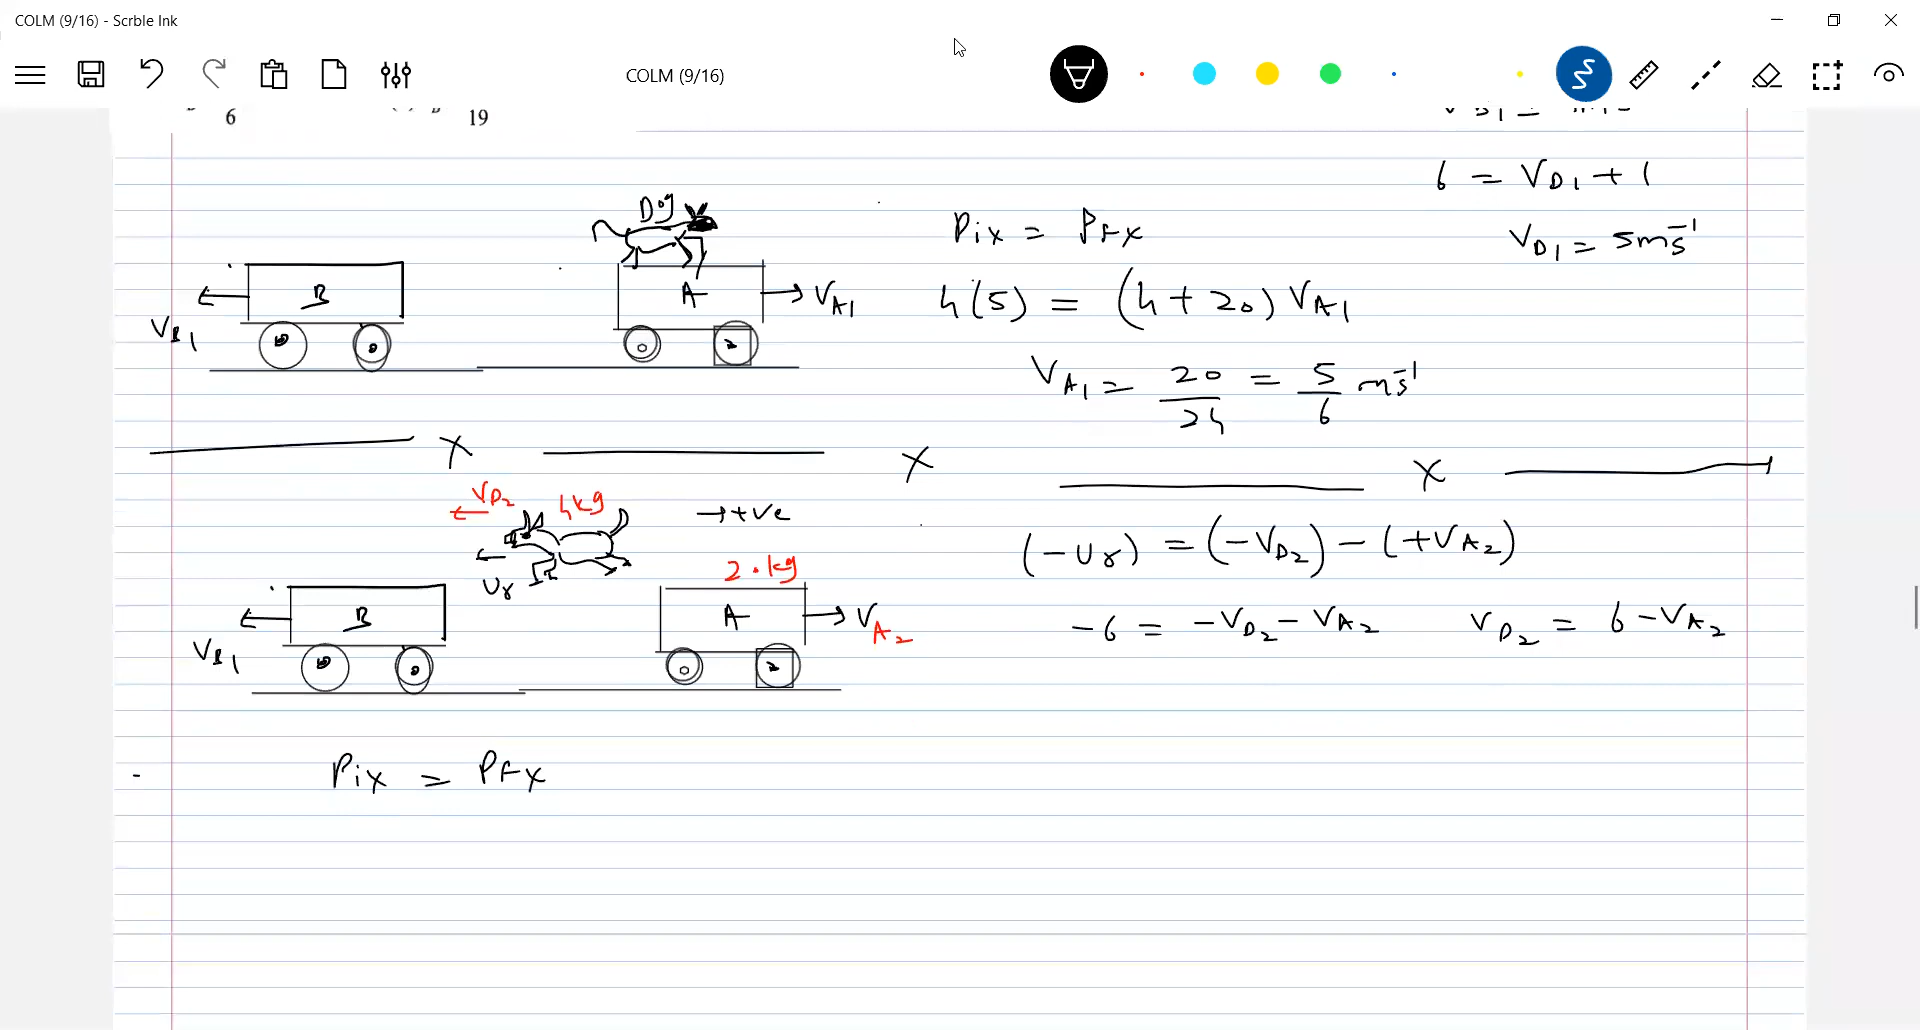 COLM (9/16) - Scrble Ink
COLM (9/16)
6
19
6 = VD1 + 1
VD1 = 5ms⁻¹
Dog
B
A
VB1
VA1
Pix = Pfx
4(5) = (4 + 20) VA1
VA1 = 20/24 = 5/6 ms⁻¹
X
X
X
VD2
4kg
→ +ve
Ur
2 . kg
B
A
VB1
VA2
(-Ur) = (-VD2) - (+VA2)
-6 = -VD2 - VA2
VD2 = 6 - VA2
Pix = Pfx